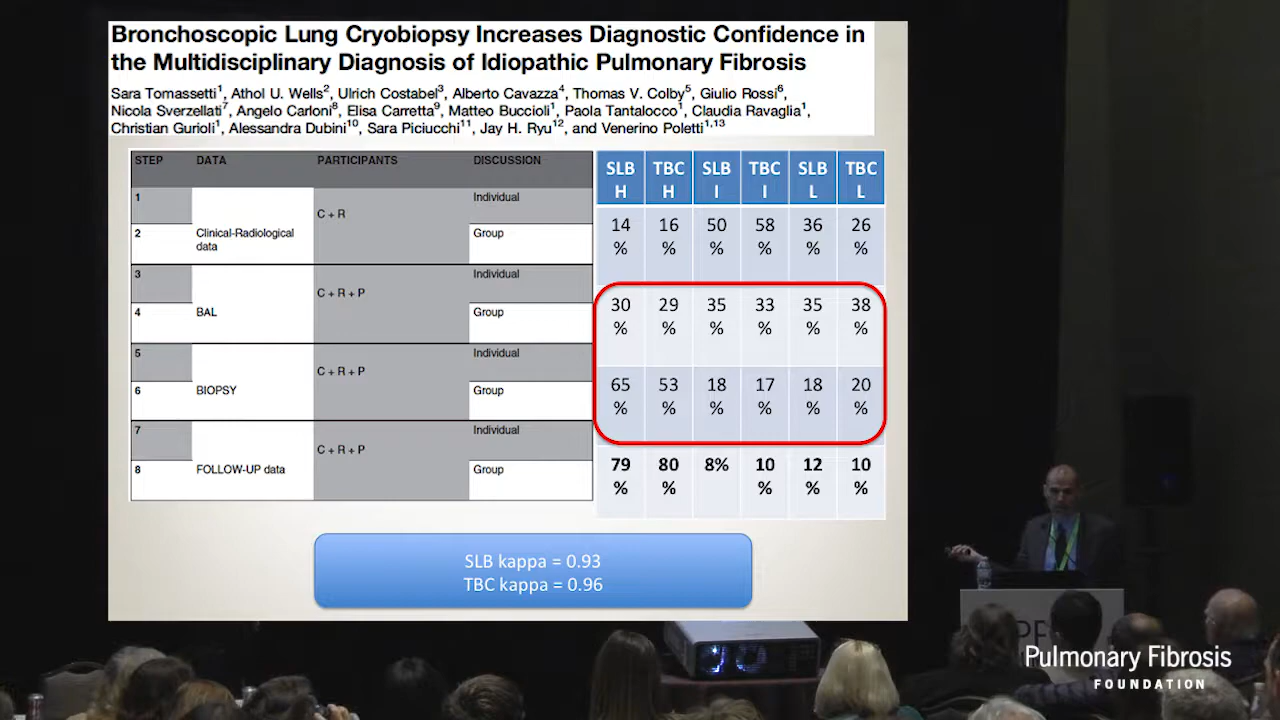 Bronchoscopic Lung Cryobiopsy Increases Diagnostic Confidence in
the Multidisciplinary Diagnosis of Idiopathic Pulmonary Fibrosis
Sara Tomassetti1, Athol U. Wells2, Ulrich Costabel3, Alberto Cavazza4, Thomas V. Colby5, Giulio Rossi6,
Nicola Sverzellati7, Angelo Carloni8, Elisa Carretta9, Matteo Buccioli1, Paola Tantalocco1, Claudia Ravaglia1,
Christian Gurioli1, Alessandra Dubini10, Sara Piciucchi11, Jay H. Ryu12, and Venerino Poletti1,13
STEP DATA PARTICIPANTS DISCUSSION
1 Individual
C + R
2 Clinical-Radiological data Group
3 Individual
C + R + P
4 BAL Group
5 Individual
C + R + P
6 BIOPSY Group
7 Individual
C + R + P
8 FOLLOW-UP data Group
SLB H TBC H SLB I TBC I SLB L TBC L
14 % 16 % 50 % 58 % 36 % 26 %
30 % 29 % 35 % 33 % 35 % 38 %
65 % 53 % 18 % 17 % 18 % 20 %
79 % 80 % 8% 10 % 12 % 10 %
SLB kappa = 0.93
TBC kappa = 0.96
Pulmonary Fibrosis
FOUNDATION